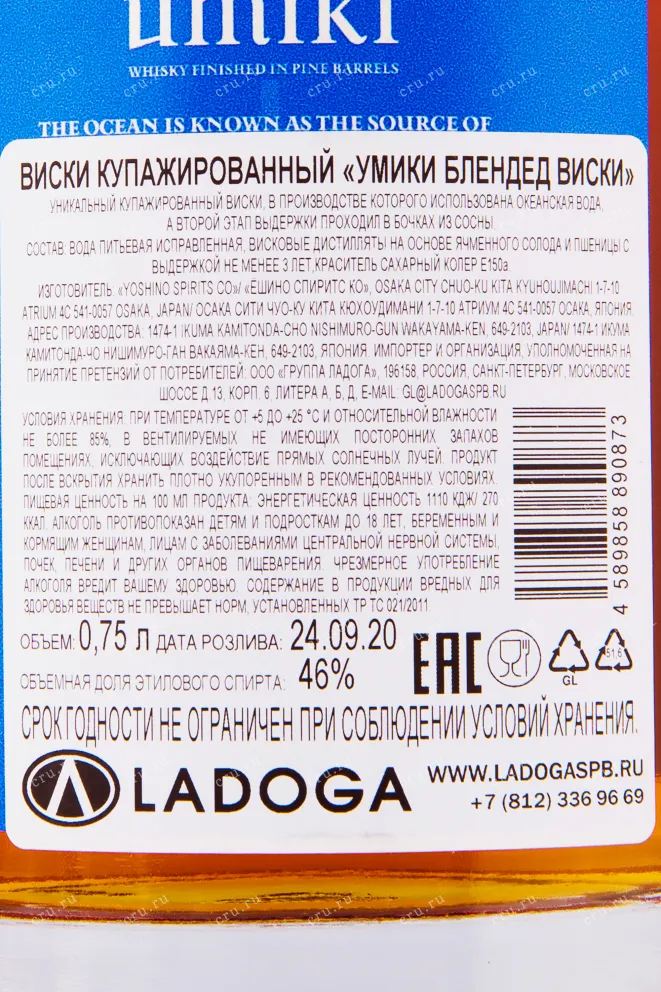 umiki
WHISKY FINISHED IN PINE BARRELS
THE OCEAN IS KNOWN AS THE SOURCE OF
ВИСКИ КУПАЖИРОВАННЫЙ «УМИКИ БЛЕНДЕД ВИСКИ»
УНИКАЛЬНЫЙ КУПАЖИРОВАННЫЙ ВИСКИ, В ПРОИЗВОДСТВЕ КОТОРОГО ИСПОЛЬЗОВАНА ОКЕАНСКАЯ ВОДА,
А ВТОРОЙ ЭТАП ВЫДЕРЖКИ ПРОХОДИЛ В БОЧКАХ ИЗ СОСНЫ.
СОСТАВ: ВОДА ПИТЬЕВАЯ ИСПРАВЛЕННАЯ, ВИСКОВЫЕ ДИСТИЛЛЯТЫ НА ОСНОВЕ ЯЧМЕННОГО СОЛОДА И ПШЕНИЦЫ С
ВЫДЕРЖКОЙ НЕ МЕНЕЕ 3 ЛЕТ,КРАСИТЕЛЬ САХАРНЫЙ КОЛЕР Е150а.
ИЗГОТОВИТЕЛЬ: «YOSHINO SPIRITS CO»/ «ЁШИНО СПИРИТС КО», OSAKA CITY CHUO-KU KITA KYUHOUJIMACHI 1-7-10
ATRIUM 4C 541-0057 OSAKA, JAPAN/ ОСАКА СИТИ ЧУО-КУ КИТА КЮХОУДИМАНИ 1-7-10 АТРИУМ 4С 541-0057 ОСАКА, ЯПОНИЯ.
АДРЕС ПРОИЗВОДСТВА: 1474-1 IKUMA KAMITONDA-CHO NISHIMURO-GUN WAKAYAMA-KEN, 649-2103, JAPAN/ 1474-1 ИКУМА
КАМИТОНДА-ЧО НИШИМУРО-ГАН ВАКАЯМА-КЕН, 649-2103, ЯПОНИЯ. ИМПОРТЕР И ОРГАНИЗАЦИЯ, УПОЛНОМОЧЕННАЯ НА
ПРИНЯТИЕ ПРЕТЕНЗИЙ ОТ ПОТРЕБИТЕЛЕЙ: ООО «ГРУППА ЛАДОГА», 196158, РОССИЯ, САНКТ-ПЕТЕРБУРГ, МОСКОВСКОЕ
ШОССЕ Д.13, КОРП. 6 ЛИТЕРА А, Б, Д, E-MAIL: GL@LADOGASPB.RU
УСЛОВИЯ ХРАНЕНИЯ: ПРИ ТЕМПЕРАТУРЕ ОТ +5 ДО +25 °С И ОТНОСИТЕЛЬНОЙ ВЛАЖНОСТИ
НЕ БОЛЕЕ 85%, В ВЕНТИЛИРУЕМЫХ НЕ ИМЕЮЩИХ ПОСТОРОННИХ ЗАПАХОВ
ПОМЕЩЕНИЯХ, ИСКЛЮЧАЮЩИХ ВОЗДЕЙСТВИЕ ПРЯМЫХ СОЛНЕЧНЫХ ЛУЧЕЙ. ПРОДУКТ
ПОСЛЕ ВСКРЫТИЯ ХРАНИТЬ ПЛОТНО УКУПОРЕННЫМ В РЕКОМЕНДОВАННЫХ УСЛОВИЯХ.
ПИЩЕВАЯ ЦЕННОСТЬ НА 100 МЛ ПРОДУКТА: ЭНЕРГЕТИЧЕСКАЯ ЦЕННОСТЬ 1110 КДЖ/ 270
ККАЛ. АЛКОГОЛЬ ПРОТИВОПОКАЗАН ДЕТЯМ И ПОДРОСТКАМ ДО 18 ЛЕТ, БЕРЕМЕННЫМ И
КОРМЯЩИМ ЖЕНЩИНАМ, ЛИЦАМ С ЗАБОЛЕВАНИЯМИ ЦЕНТРАЛЬНОЙ НЕРВНОЙ СИСТЕМЫ,
ПОЧЕК, ПЕЧЕНИ И ДРУГИХ ОРГАНОВ ПИЩЕВАРЕНИЯ. ЧРЕЗМЕРНОЕ УПОТРЕБЛЕНИЕ
АЛКОГОЛЯ ВРЕДИТ ВАШЕМУ ЗДОРОВЬЮ. СОДЕРЖАНИЕ В ПРОДУКЦИИ ВРЕДНЫХ ДЛЯ
ЗДОРОВЬЯ ВЕЩЕСТВ НЕ ПРЕВЫШАЕТ НОРМ, УСТАНОВЛЕННЫХ ТР ТС 021/2011
4 589858 890873
ОБЪЕМ: 0,75 Л ДАТА РОЗЛИВА: 24.09.20
ОБЪЕМНАЯ ДОЛЯ ЭТИЛОВОГО СПИРТА: 46%
EAC
GL
51,6
СРОК ГОДНОСТИ НЕ ОГРАНИЧЕН ПРИ СОБЛЮДЕНИИ УСЛОВИЙ ХРАНЕНИЯ.
LADOGA
WWW.LADOGASPB.RU
+7 (812) 336 96 69